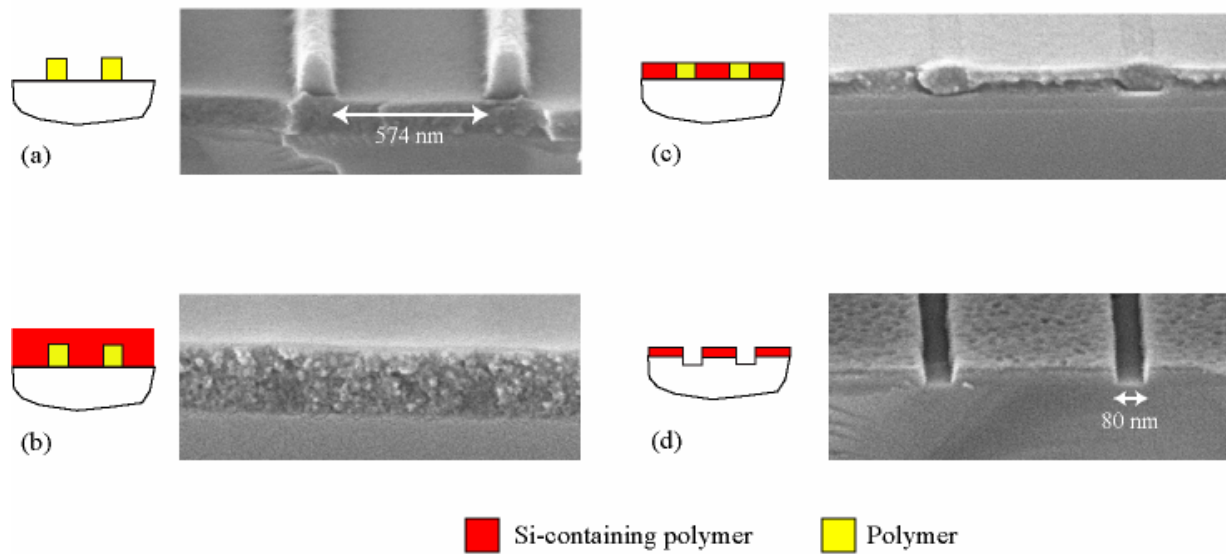 (a)
574 nm
(c)
(b)
(d)
80 nm
Si-containing polymer
Polymer